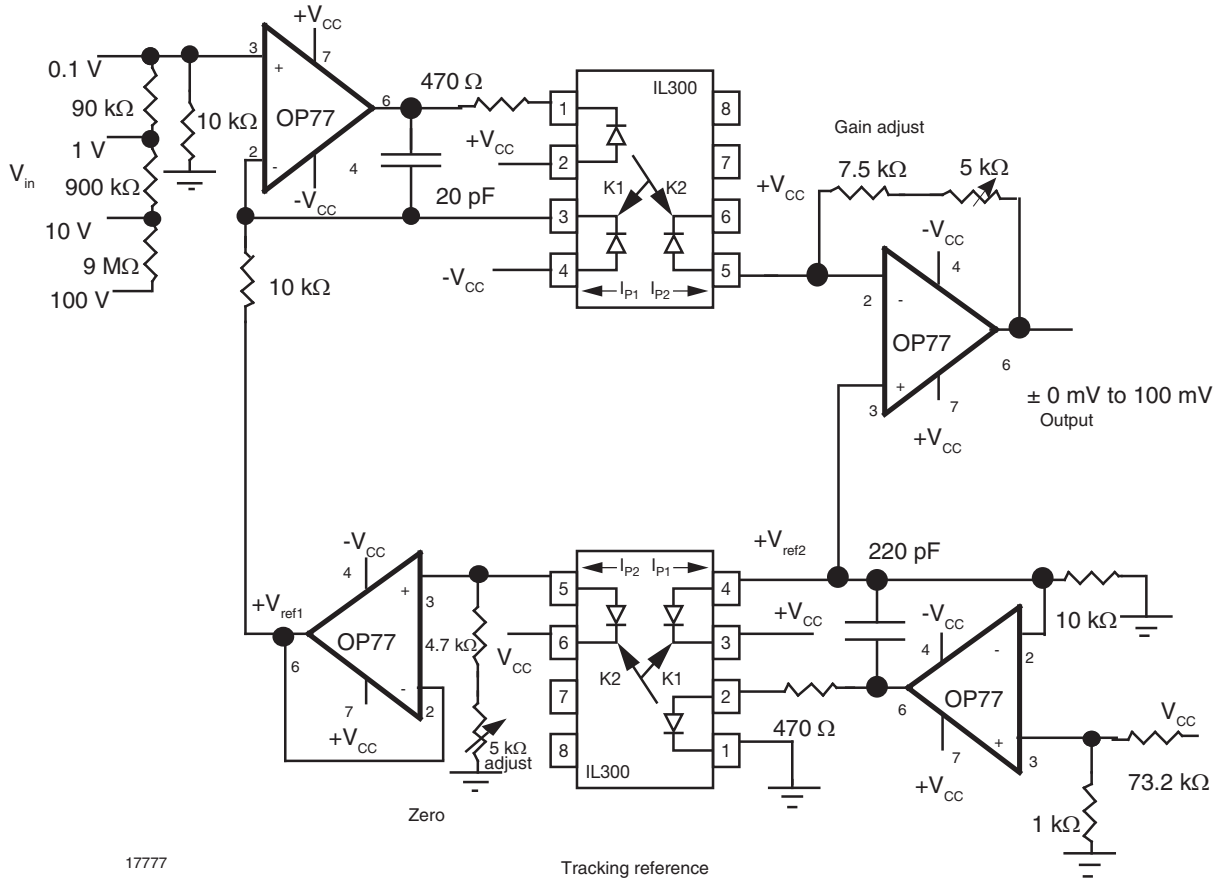 +VCC
3
7
0.1 V
+
6
470 Ω
IL300
90 kΩ
10 kΩ
OP77
1
8
Gain adjust
1 V
2
-
4
+VCC
2
7
7.5 kΩ
5 kΩ
Vin
900 kΩ
-VCC
20 pF
K1
K2
+VCC
10 V
3
6
-VCC
9 MΩ
-VCC
4
5
4
100 V
10 kΩ
IP1
IP2
2
-
OP77
6
+
3
7
± 0 mV to 100 mV
Output
+VCC
-VCC
IP2
IP1
+Vref2
220 pF
4
+
3
5
4
+Vref1
+VCC
-VCC
10 kΩ
OP77
4.7 kΩ
VCC
6
3
4
-
2
6
K2
K1
OP77
-
2
7
2
6
VCC
7
470 Ω
+
3
+VCC
5 kΩ
adjust
8
1
7
73.2 kΩ
IL300
+VCC
1 kΩ
Zero
17777
Tracking reference